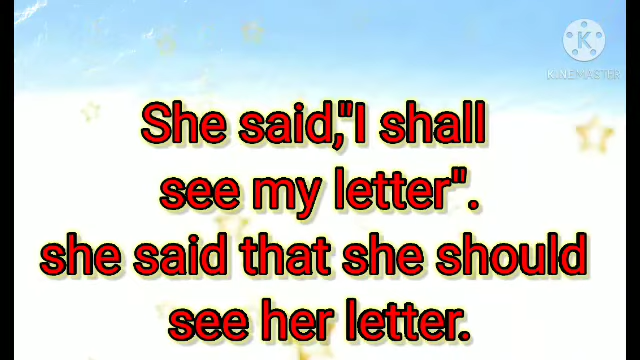 KINEMASTER
She said,"I shall
see my letter".
she said that she should
see her letter.